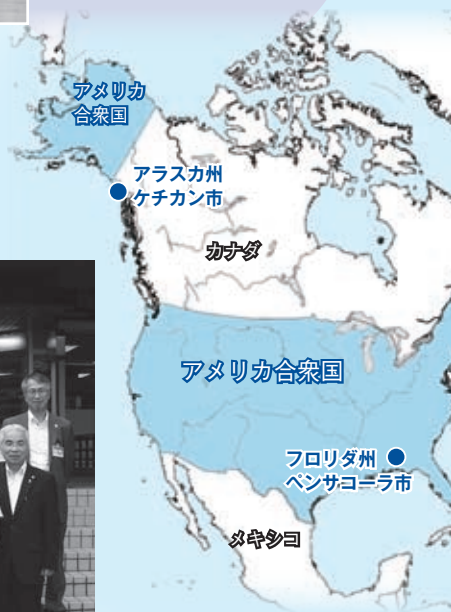 アメリカ
合衆国
アラスカ州
ケチカン市
カナダ
アメリカ合衆国
フロリダ州
ペンサコーラ市
メキシコ